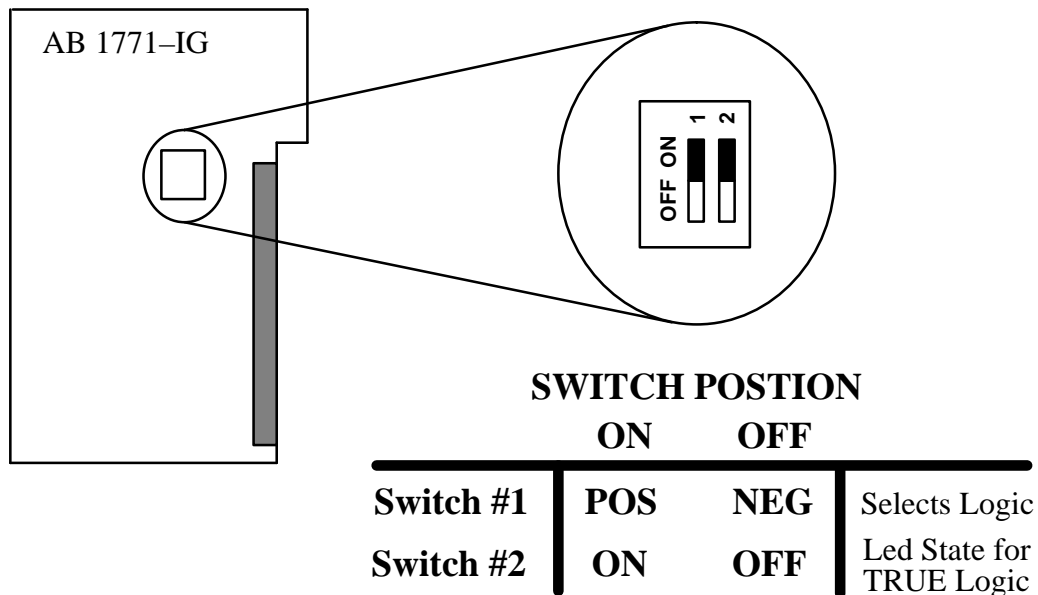 AB 1771–IG
1 2
OFF ON
SWITCH POSTION
ON OFF
Switch #1 POS NEG Selects Logic
Switch #2 ON OFF Led State for
TRUE Logic